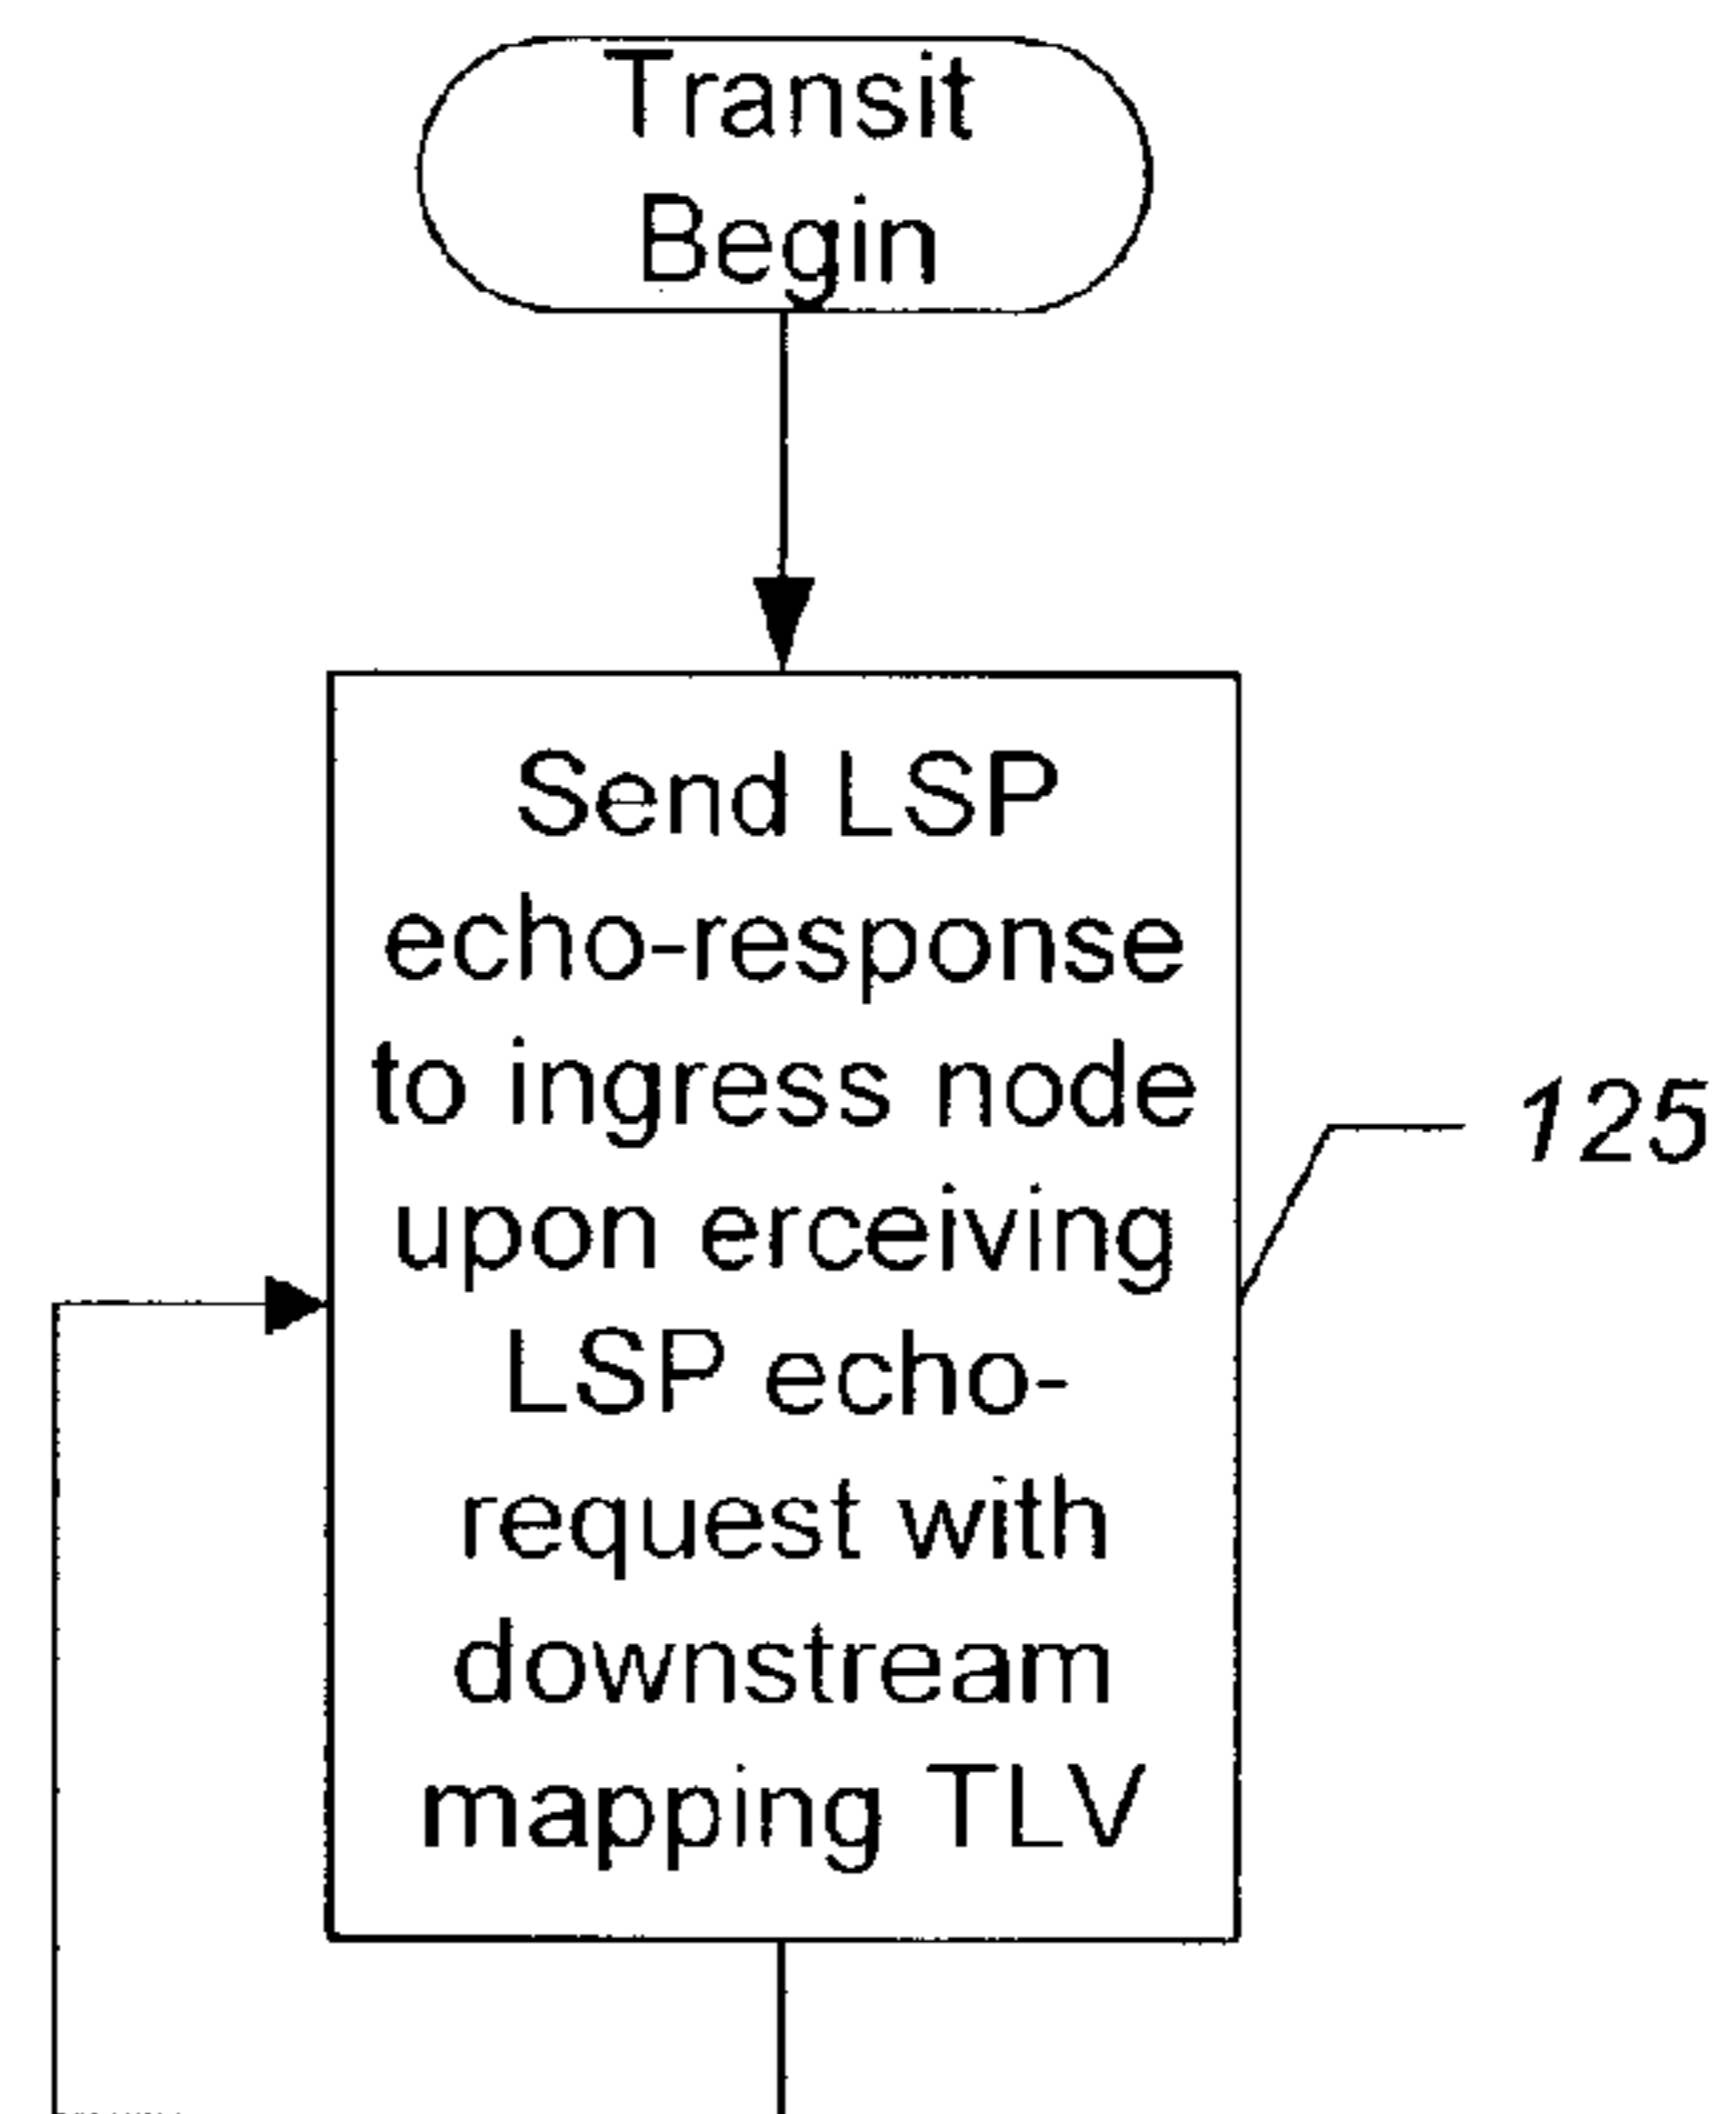 Transit
Begin
Send LSP
echo-response
to ingress node
upon erceiving
LSP echo-
request with
downstream
mapping TLV
125